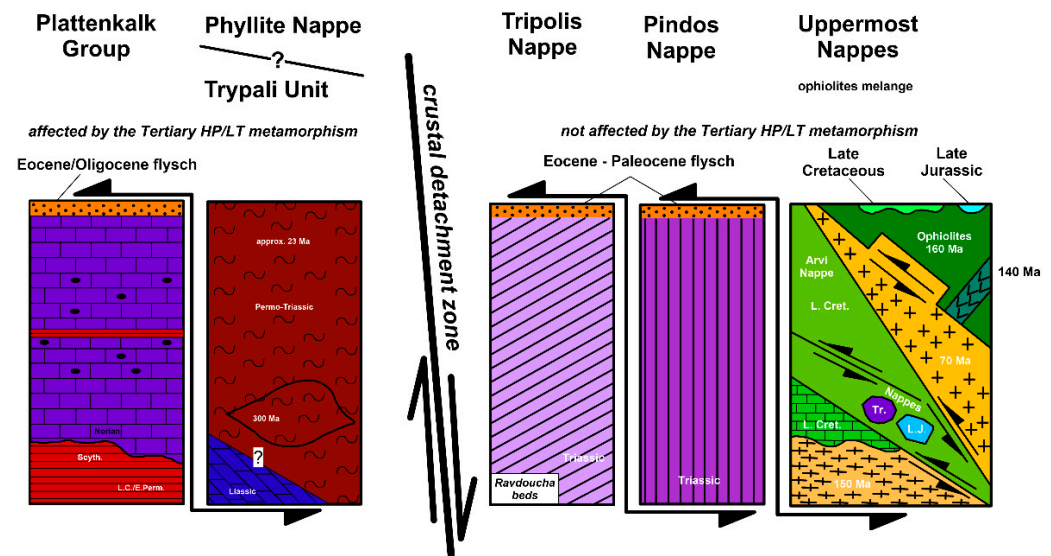 Plattenkalk
Group
Phyllite Nappe
?
Trypali Unit
Tripolis
Nappe
Pindos
Nappe
Uppermost
Nappes
ophiolites melange
affected by the Tertiary HP/LT metamorphism
not affected by the Tertiary HP/LT metamorphism
Eocene/Oligocene flysch
Eocene - Paleocene flysch
Late
Cretaceous
Late
Jurassic
crustal detachment zone
approx. 23 Ma
Permo-Triassic
300 Ma
?
Liassic
Norian
Scyth.
L.C./E.Perm.
Triassic
Ravdoucha
beds
Triassic
Ophiolites
160 Ma
140 Ma
Arvi
Nappe
L. Cret.
70 Ma
Nappes
Tr.
L.J
L. Cret.
150 Ma